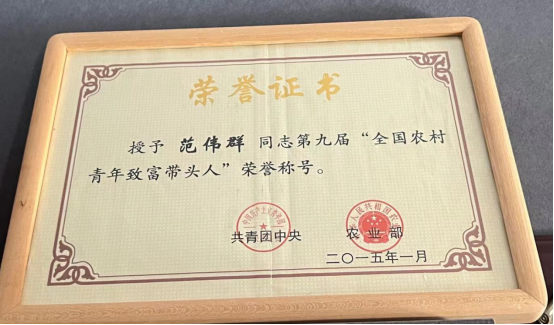 荣誉证书
授予 范伟群 同志第九届“全国农村
青年致富带头人”荣誉称号。
共青团中央 农业部
二〇一五年一月